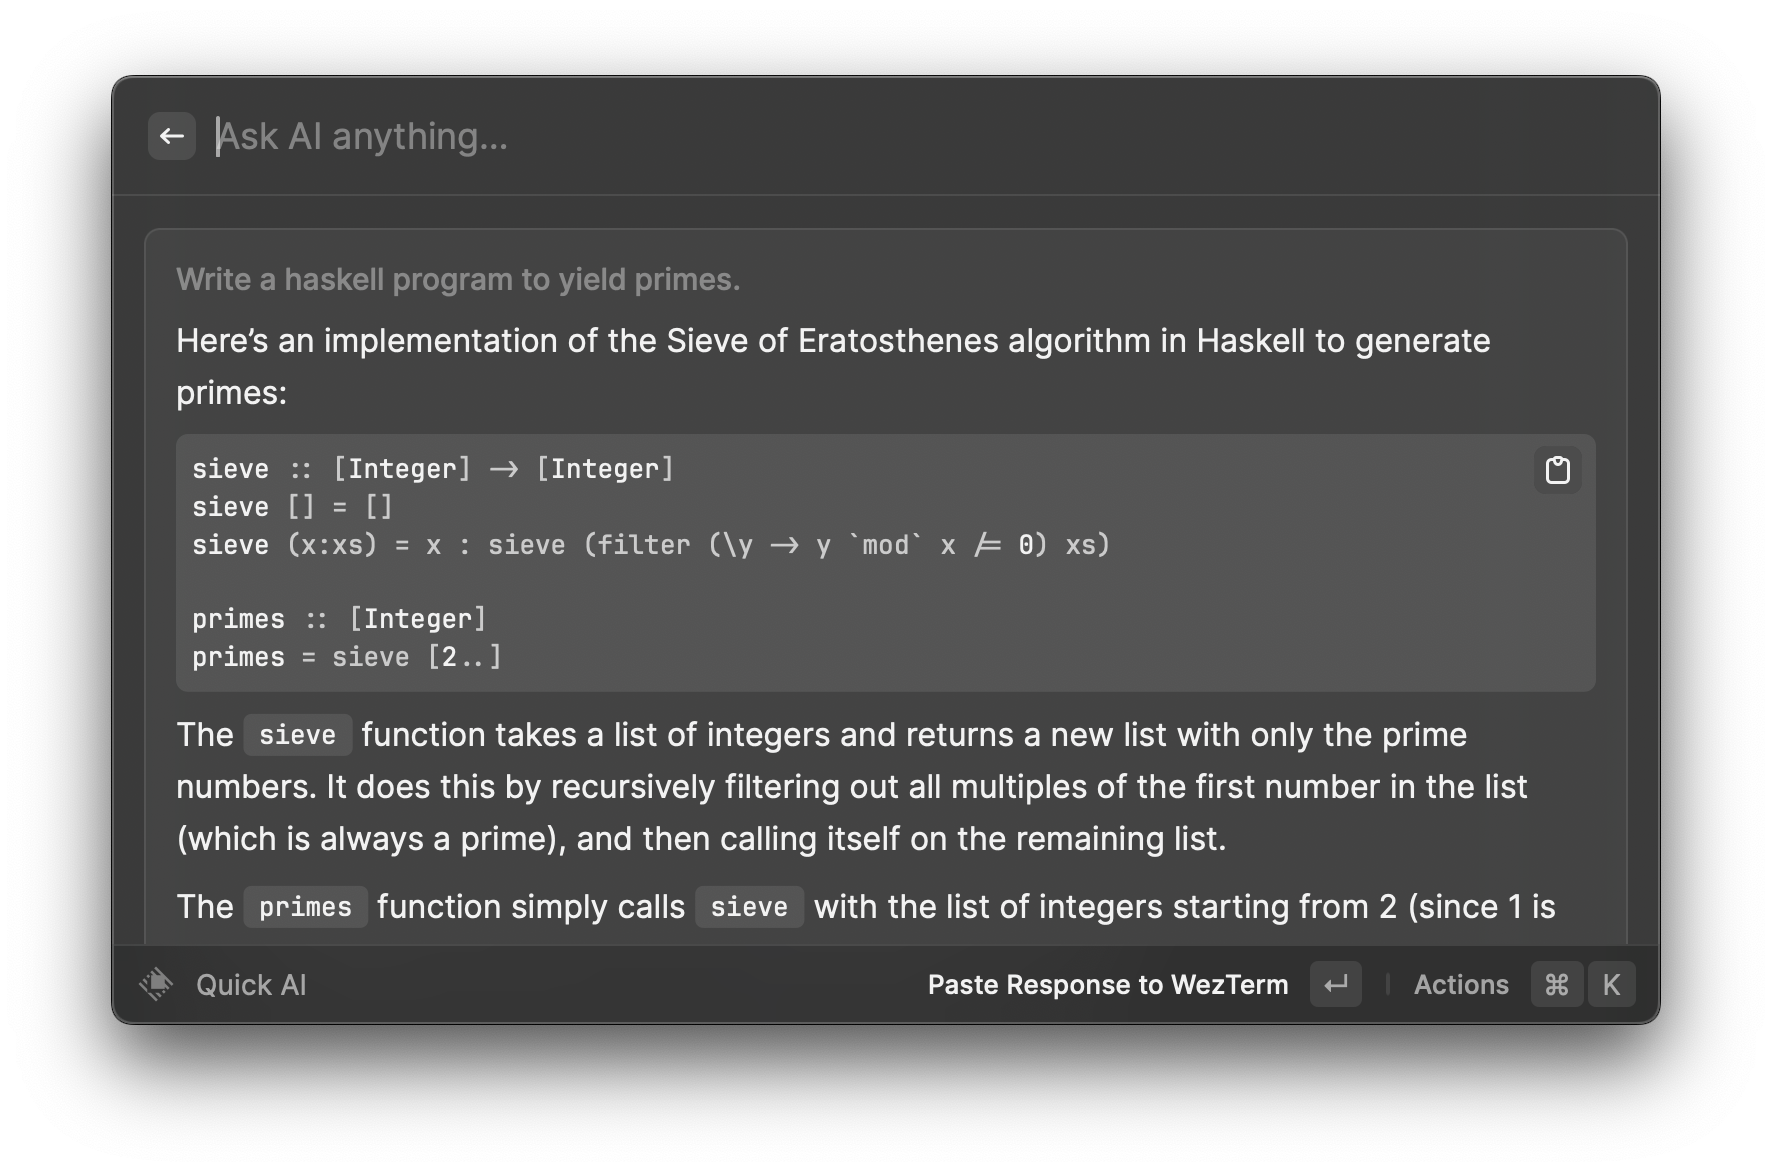 Ask AI anything...
Write a haskell program to yield primes.
Here’s an implementation of the Sieve of Eratosthenes algorithm in Haskell to generate
primes:
sieve :: [Integer] -> [Integer]
sieve [] = []
sieve (x:xs) = x : sieve (filter (\y -> y `mod` x /= 0) xs)
primes :: [Integer]
primes = sieve [2..]
The sieve function takes a list of integers and returns a new list with only the prime
numbers. It does this by recursively filtering out all multiples of the first number in the list
(which is always a prime), and then calling itself on the remaining list.
The primes function simply calls sieve with the list of integers starting from 2 (since 1 is
Quick AI
Paste Response to WezTerm ↵ | Actions ⌘ K